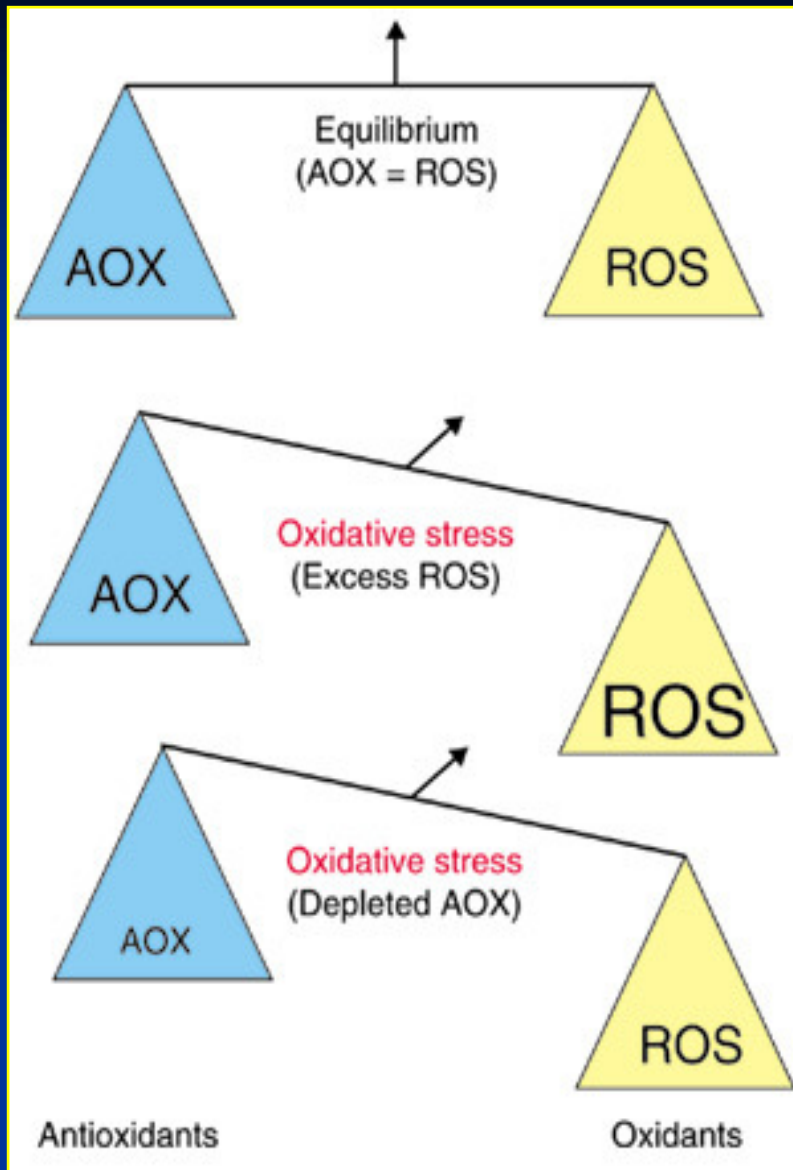 Equilibrium
(AOX = ROS)
AOX
ROS
Oxidative stress
(Excess ROS)
AOX
ROS
Oxidative stress
(Depleted AOX)
AOX
ROS
Antioxidants
Oxidants